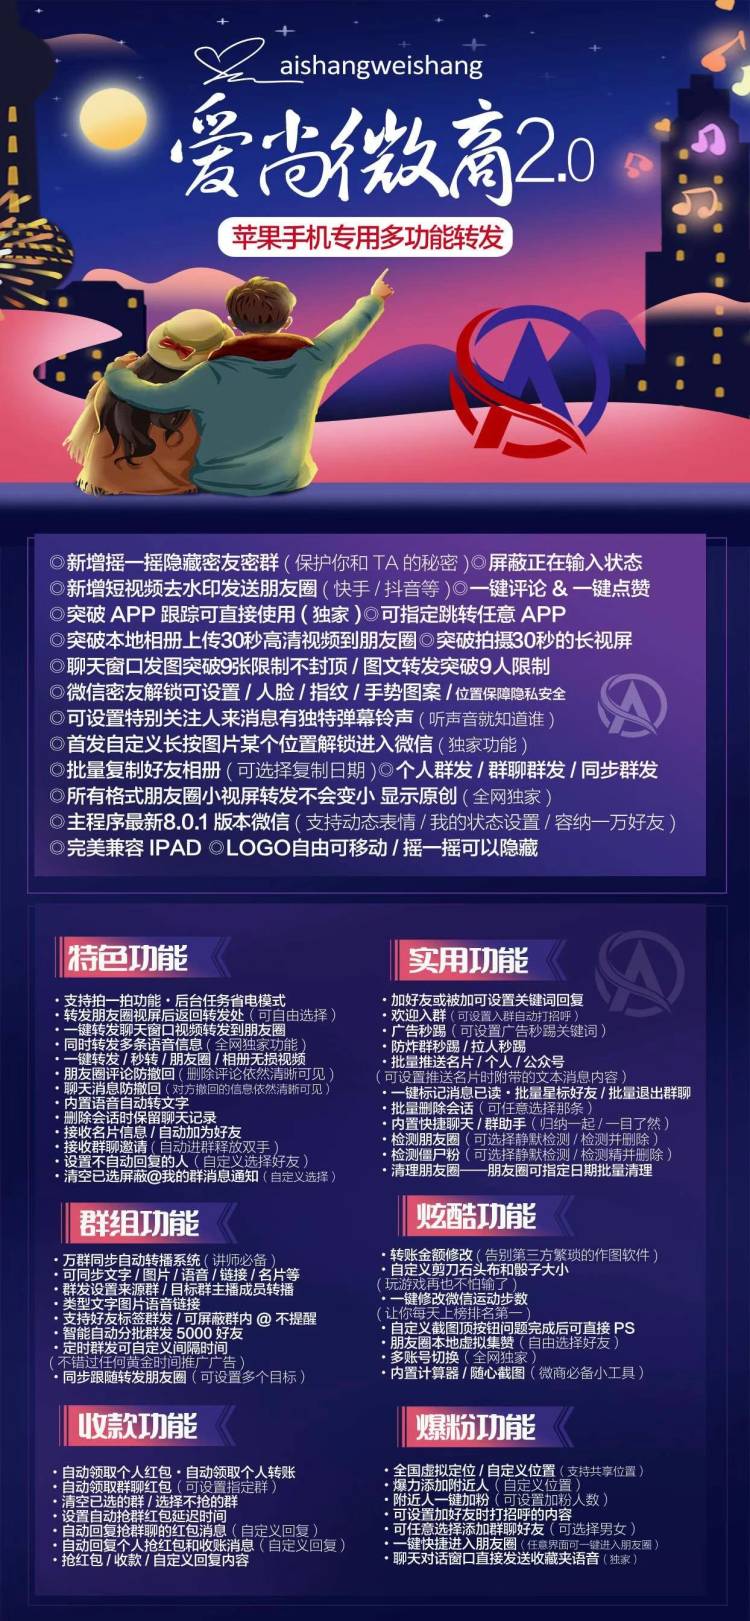 aishangweishang
爱尚微商2.0
苹果手机专用多功能转发
◎新增摇一摇隐藏密友密群(保护你和TA的秘密)◎屏蔽正在输入状态
◎新增短视频去水印发送朋友圈(快手/抖音等)◎一键评论&一键点赞
◎突破APP跟踪可直接使用(独家)◎可指定跳转任意APP
◎突破本地相册上传30秒高清视频到朋友圈◎突破拍摄30秒的长视屏
◎聊天窗口发图突破9张限制不封顶/图文转发突破9人限制
◎微信密友解锁可设置/人脸/指纹/手势图案/位置保障隐私安全
◎可设置特别关注人来消息有独特弹幕铃声(听声音就知道谁)
◎首发自定义长按图片某个位置解锁进入微信(独家功能)
◎批量复制好友相册(可选择复制日期)◎个人群发/群聊群发/同步群发
◎所有格式朋友圈小视屏转发不会变小 显示原创(全网独家)
◎主程序最新8.0.1版本微信(支持动态表情/我的状态设置/容纳一万好友)
◎完美兼容IPAD ◎LOGO自由可移动/摇一摇可以隐藏
特色功能
·支持拍一拍功能·后台任务省电模式
·转发朋友圈视屏后返回转发处(可自由选择)
·一键转发聊天窗口视频转发到朋友圈
·同时转发多条语音信息(全网独家功能)
·一键转发/秒转/朋友圈/相册无损视频
·朋友圈评论防撤回(删除评论依然清晰可见)
·聊天消息防撤回(对方撤回的信息依然清晰可见)
·内置语音自动转文字
·删除会话时保留聊天记录
·接收名片信息/自动加为好友
·接收群聊邀请(自动进群释放双手)
·设置不自动回复的人(自定义选择好友)
·清空已选屏蔽@我的群消息通知(自定义选择)
实用功能
·加好友或被加可设置关键词回复
·欢迎入群(可设置入群自动打招呼)
·广告秒踢(可设置广告秒踢关键词)
·防炸群秒踢/拉人秒踢
·批量推送名片/个人/公众号
(可设置推送名片时附带的文本消息内容)
·一键标记消息已读·批量星标好友/批量退出群聊
·批量删除会话(可任意选择那条)
·内置快捷聊天/群助手(归纳一起/一目了然)
·检测朋友圈(可选择静默检测/检测并删除)
·检测僵尸粉(可选择静默检测/检测精并删除)
·清理朋友圈——朋友圈可指定日期批量清理
群组功能
·万群同步自动转播系统(讲师必备)
·可同步文字/图片/语音/链接/名片等
·群发设置来源群/目标群主播成员转播
·类型文字图片语音链接
·支持好友标签群发/可屏蔽群内@不提醒
·智能自动分批群发5000好友
·定时群发可自定义间隔时间
(不错过任何黄金时间推广广告)
·同步跟随转发朋友圈(可设置多个目标)
炫酷功能
·转账金额修改(告别第三方繁琐的作图软件)
·自定义剪刀石头布和骰子大小
(玩游戏再也不怕输了)
·一键修改微信运动步数
(让你每天上榜排名第一)
·自定义截图顶按钮问题完成后可直接PS
·朋友圈本地虚拟集赞(自由选择好友)
·多账号切换(全网独家)
·内置计算器/随心截图(微商必备小工具)
收款功能
·自动领取个人红包·自动领取个人转账
·自动领取群聊红包(可设置指定群)
·清空已选的群/选择不抢的群
·设置自动抢群红包延迟时间
·自动回复抢群聊的红包消息(自定义回复)
·自动回复个人抢红包和收账消息(自定义回复)
·抢红包/收款/自定义回复内容
爆粉功能
·全国虚拟定位/自定义位置(支持共享位置)
·爆力添加附近人(自定义位置)
·附近人一键加粉(可设置加粉人数)
·可设置加好友时打招呼的内容
·可任意选择添加群聊好友(可选择男女)
·一键快捷进入朋友圈(任意界面可一键进入朋友圈)
·聊天对话窗口直接发送收藏夹语音(独家)